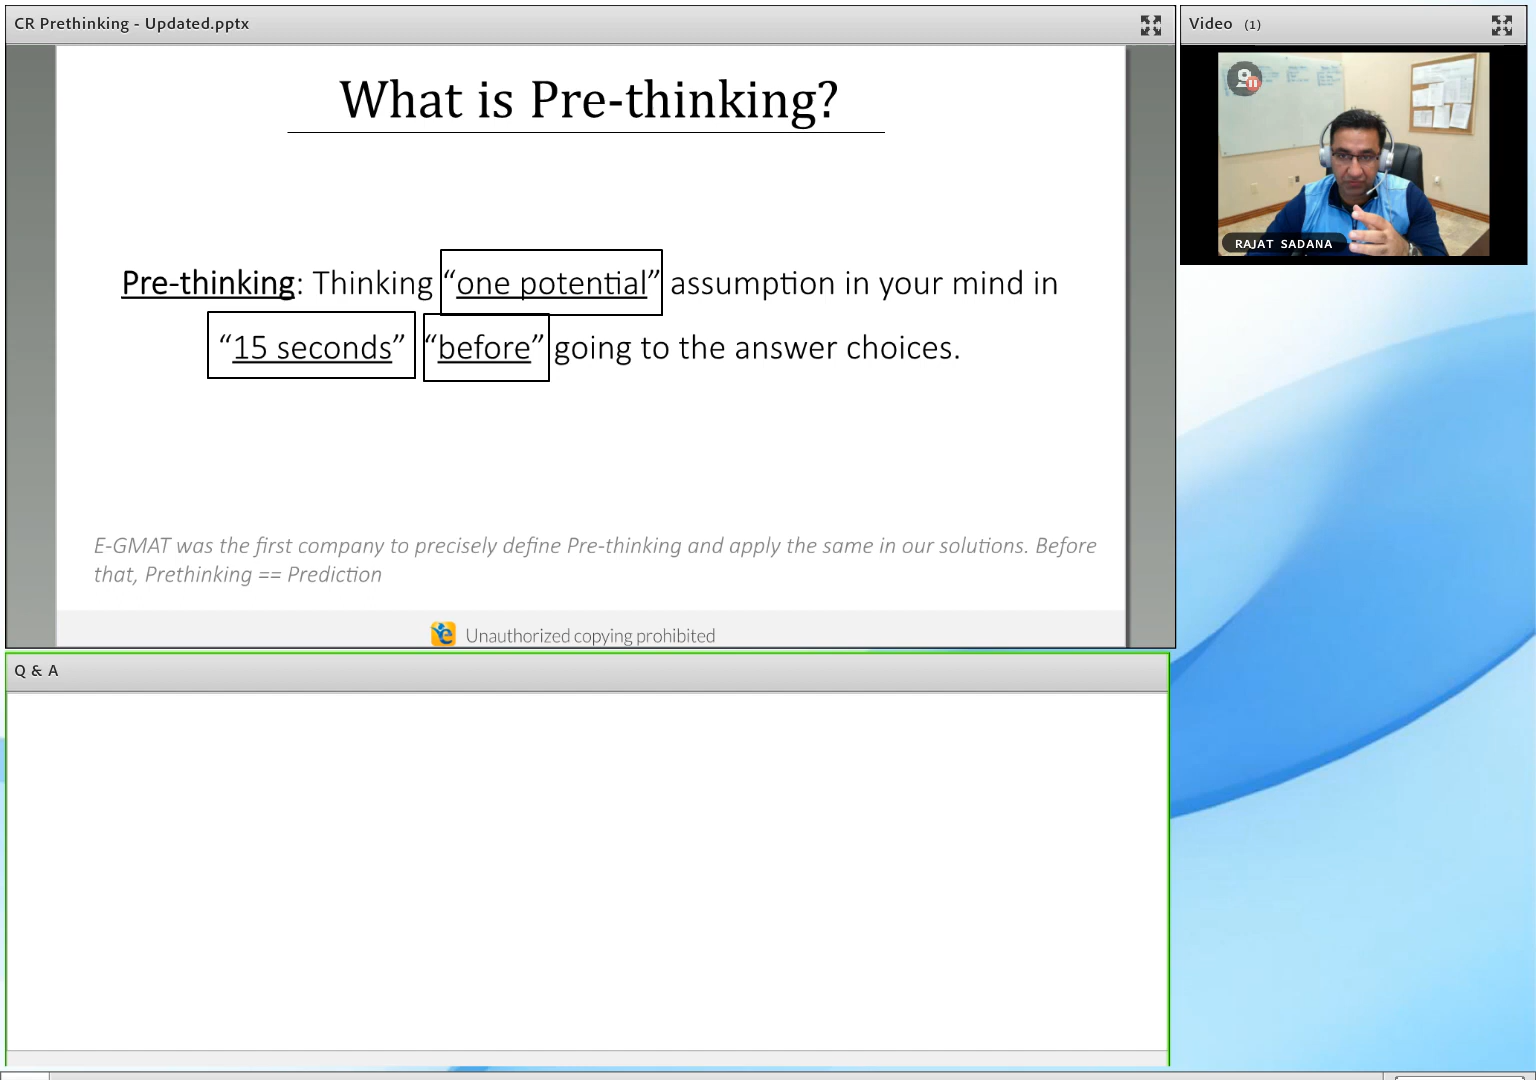 CR Prethinking - Updated.pptx
Video (1)
What is Pre-thinking?
RAJAT SADANA
Pre-thinking: Thinking “one potential” assumption in your mind in
“15 seconds” “before” going to the answer choices.
E-GMAT was the first company to precisely define Pre-thinking and apply the same in our solutions. Before
that, Prethinking == Prediction
Unauthorized copying prohibited
Q & A